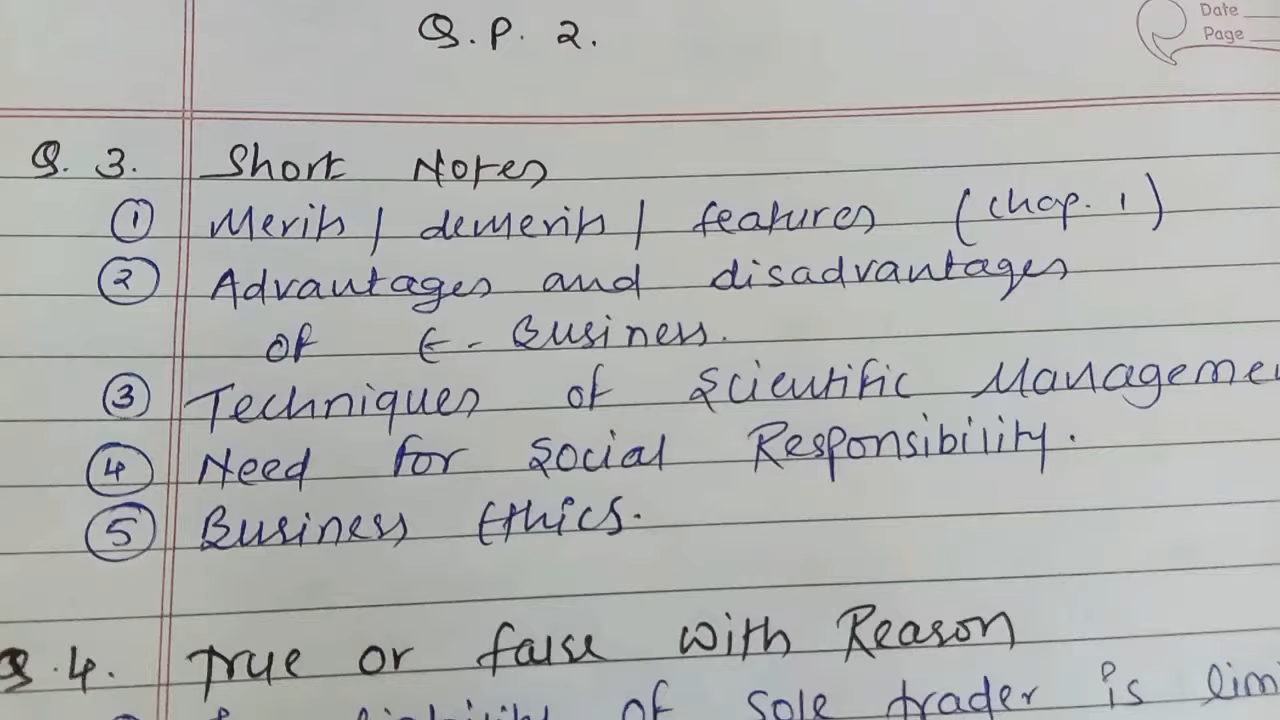 Q.P. 2.
Date
Page
Q. 3. Short Notes
① Merits / demerits / features (chap. 1)
② Advantages and disadvantages
of E-Business.
③ Techniques of Scientific Manageme
④ Need for Social Responsibility.
⑤ Business Ethics.
Q.4. True or false with Reason
of sole trader is limi